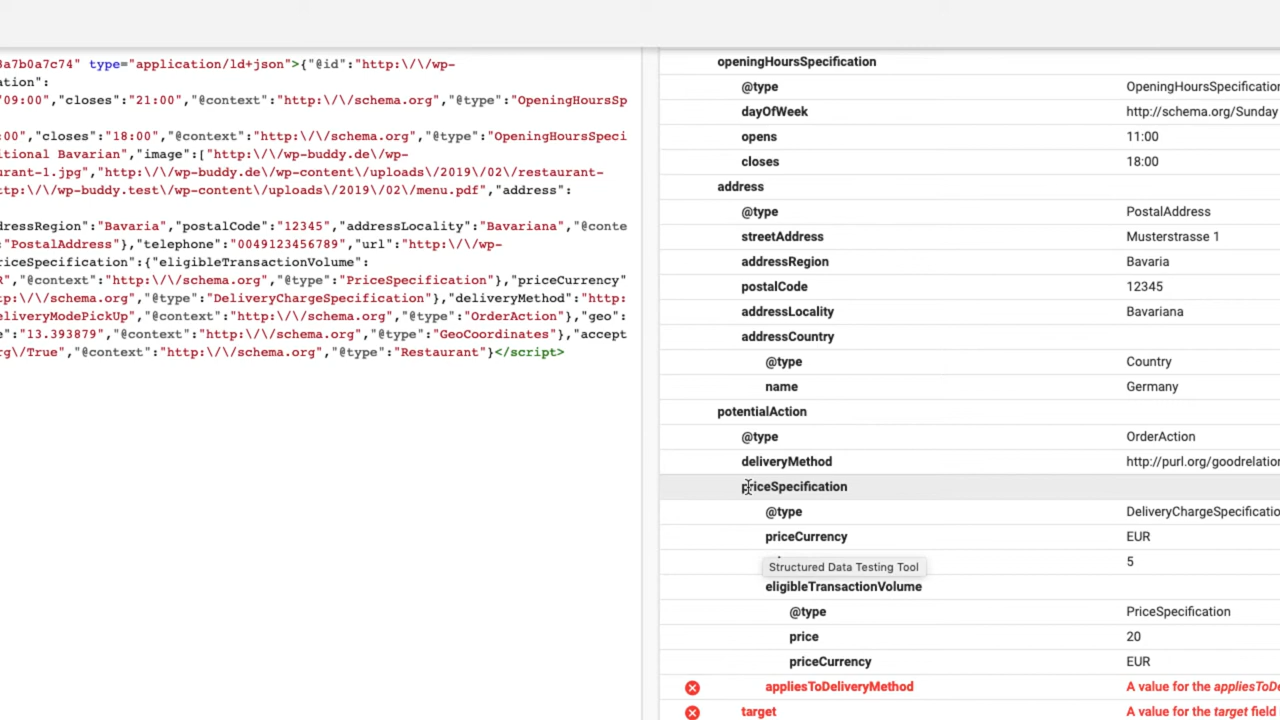 3a7b0a7c74" type="application/ld+json">{"@id":"http:\/\/wp-
ation":
/09:00","closes":"21:00","@context":"http:\/\/schema.org","@type":"OpeningHoursSp
:00","closes":"18:00","@context":"http:\/\/schema.org","@type":"OpeningHoursSpeci
itional Bavarian","image":["http:\/\/wp-buddy.de\/wp-
urant-1.jpg","http:\/\/wp-buddy.de\/wp-content\/uploads\/2019\/02\/restaurant-
ttp:\/\/wp-buddy.test\/wp-content\/uploads\/2019\/02\/menu.pdf","address":
dressRegion":"Bavaria","postalCode":"12345","addressLocality":"Bavariana","@conte
:"PostalAddress"},"telephone":"0049123456789","url":"http:\/\/wp-
riceSpecification":{"eligibleTransactionVolume":
R","@context":"http:\/\/schema.org","@type":"PriceSpecification"},"priceCurrency"
tp:\/\/schema.org","@type":"DeliveryChargeSpecification"},"deliveryMethod":"http:
eliveryModePickUp","@context":"http:\/\/schema.org","@type":"OrderAction"},"geo":
e":"13.393879","@context":"http:\/\/schema.org","@type":"GeoCoordinates"},"accept
rg\/True","@context":"http:\/\/schema.org","@type":"Restaurant"}</script>
openingHoursSpecification
@type OpeningHoursSpecification
dayOfWeek http://schema.org/Sunday
opens 11:00
closes 18:00
address
@type PostalAddress
streetAddress Musterstrasse 1
addressRegion Bavaria
postalCode 12345
addressLocality Bavariana
addressCountry
@type Country
name Germany
potentialAction
@type OrderAction
deliveryMethod http://purl.org/goodrelation
priceSpecification
@type DeliveryChargeSpecificatio
priceCurrency EUR
5
Structured Data Testing Tool
eligibleTransactionVolume
@type PriceSpecification
price 20
priceCurrency EUR
appliesToDeliveryMethod A value for the appliesToDe
target A value for the target field